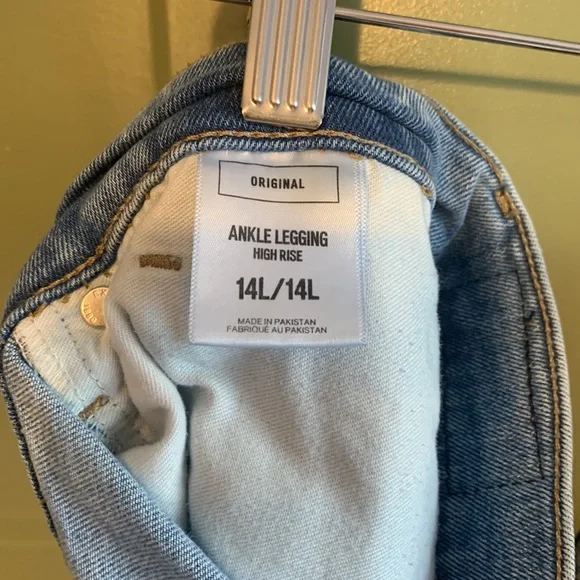 ORIGINAL
ANKLE LEGGING
HIGH RISE
14L/14L
MADE IN PAKISTAN
FABRIQUÉ AU PAKISTAN